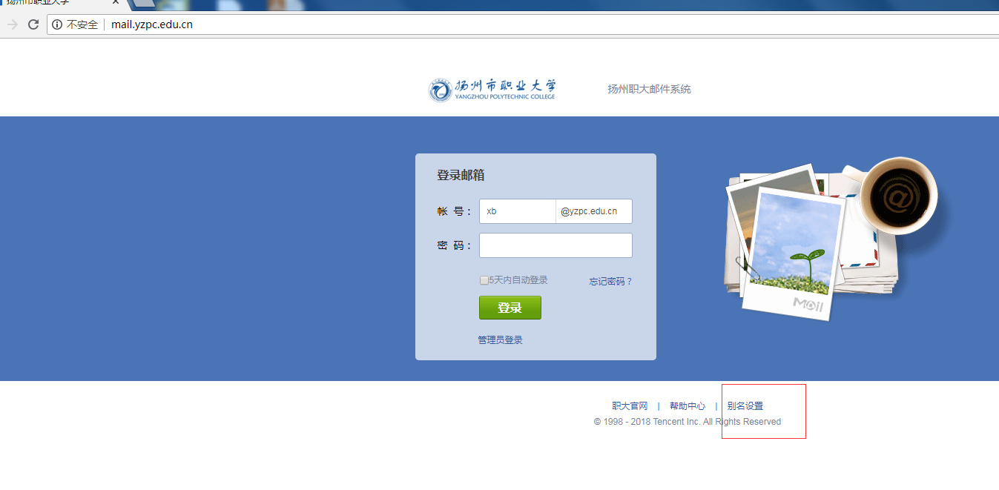 扬州市职业大学
不安全 mail.yzpc.edu.cn
扬州市职业大学
YANGZHOU POLYTECHNIC COLLEGE
扬州职大邮件系统
登录邮箱
帐 号： xb @yzpc.edu.cn
密 码：
5天内自动登录 忘记密码？
登录
管理员登录
@
Mail
职大官网 | 帮助中心 | 别名设置
© 1998 - 2018 Tencent Inc. All Rights Reserved